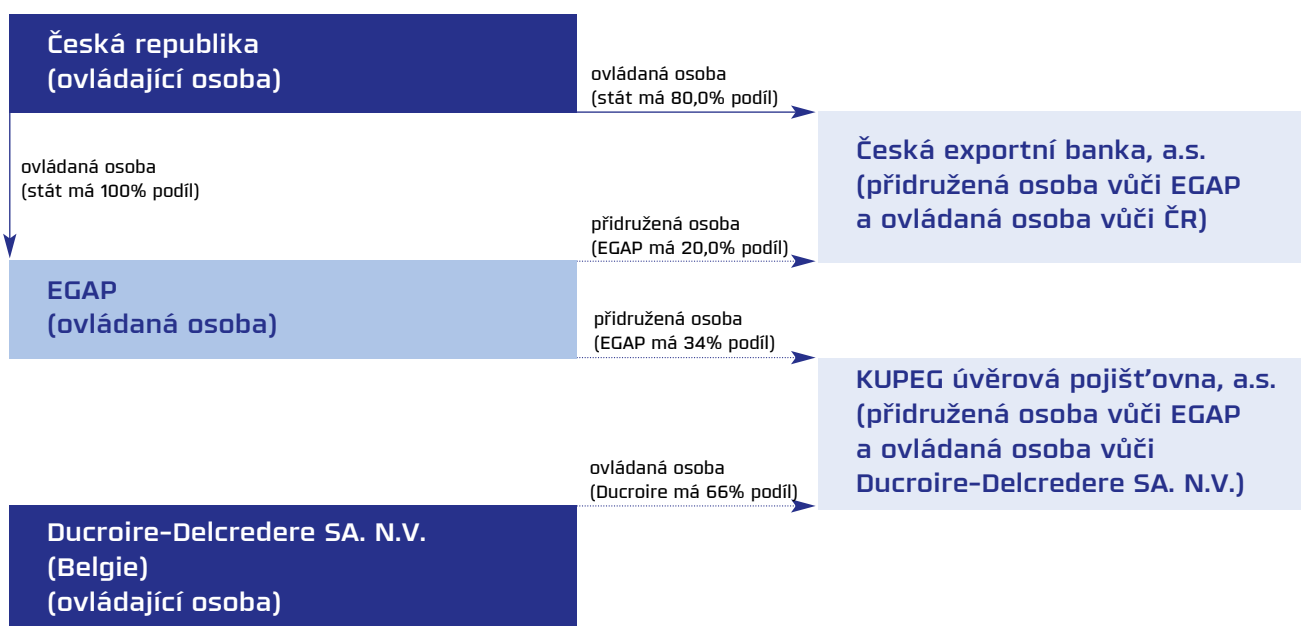 Česká republika
(ovládající osoba)
ovládaná osoba
(stát má 80,0% podíl)
Česká exportní banka, a.s.
(přidružená osoba vůči EGAP
a ovládaná osoba vůči ČR)
ovládaná osoba
(stát má 100% podíl)
přidružená osoba
(EGAP má 20,0% podíl)
EGAP
(ovládaná osoba)
přidružená osoba
(EGAP má 34% podíl)
KUPEG úvěrová pojišťovna, a.s.
(přidružená osoba vůči EGAP
a ovládaná osoba vůči
Ducroire-Delcredere SA. N.V.)
ovládaná osoba
(Ducroire má 66% podíl)
Ducroire-Delcredere SA. N.V.
(Belgie)
(ovládající osoba)